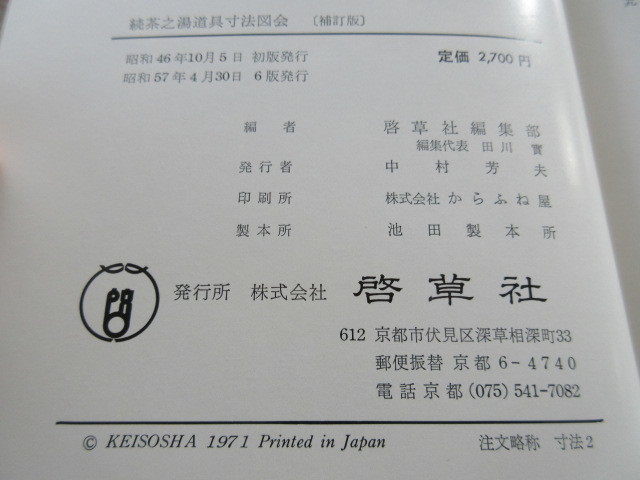 続茶之湯道具寸法図会 〔補訂版〕
昭和46年10月5日 初版発行 定価 2,700円
昭和57年4月30日 6版発行
編者 啓草社編集部
編集代表 田川實
発行者 中村芳夫
印刷所 株式会社からふね屋
製本所 池田製本所
発行所 株式会社 啓草社
612 京都市伏見区深草相深町33
郵便振替 京都 6-4740
電話京都(075)541-7082
© KEISOSHA 1971 Printed in Japan 注文略称 寸法2